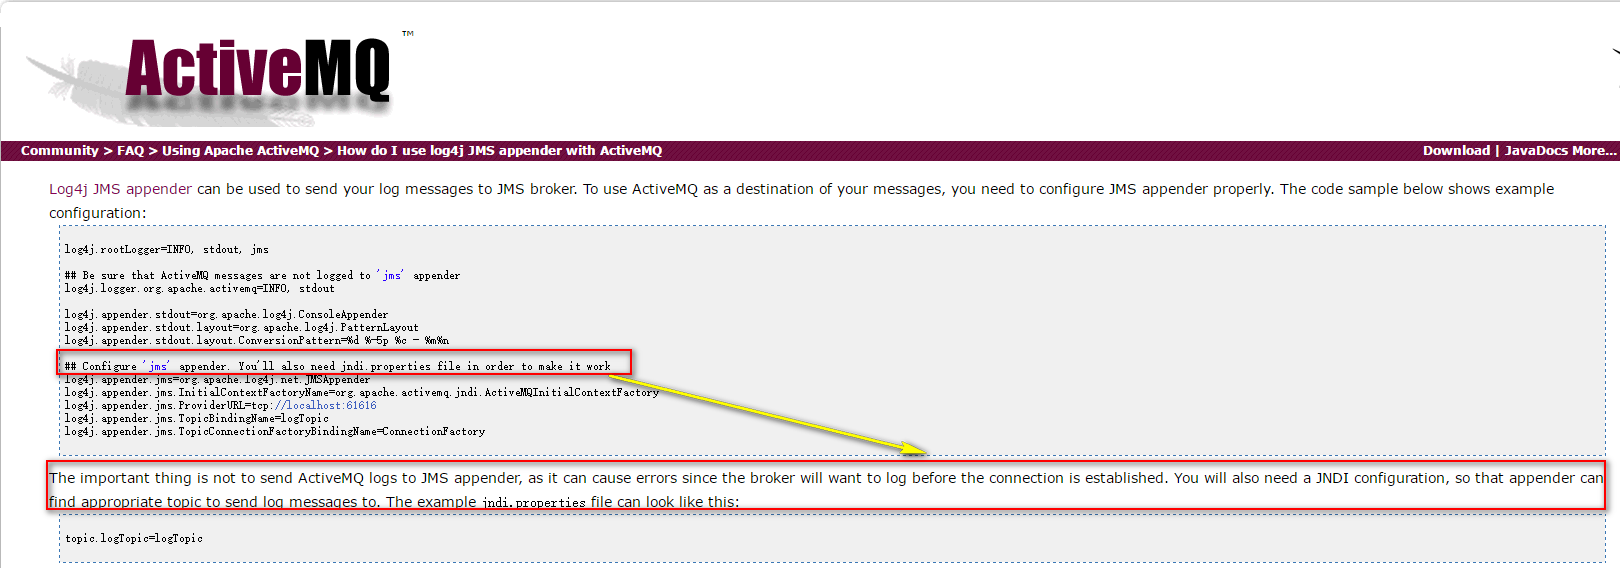 ActiveMQ™
Community > FAQ > Using Apache ActiveMQ > How do I use log4j JMS appender with ActiveMQ
Download | JavaDocs More...
Log4j JMS appender can be used to send your log messages to JMS broker. To use ActiveMQ as a destination of your messages, you need to configure JMS appender properly. The code sample below shows example
configuration:
log4j.rootLogger=INFO, stdout, jms
## Be sure that ActiveMQ messages are not logged to 'jms' appender
log4j.logger.org.apache.activemq=INFO, stdout
log4j.appender.stdout=org.apache.log4j.ConsoleAppender
log4j.appender.stdout.layout=org.apache.log4j.PatternLayout
log4j.appender.stdout.layout.ConversionPattern=%d %-5p %c - %m%n
## Configure 'jms' appender. You'll also need jndi.properties file in order to make it work
log4j.appender.jms=org.apache.log4j.net.JMSAppender
log4j.appender.jms.InitialContextFactoryName=org.apache.activemq.jndi.ActiveMQInitialContextFactory
log4j.appender.jms.ProviderURL=tcp://localhost:61616
log4j.appender.jms.TopicBindingName=logTopic
log4j.appender.jms.TopicConnectionFactoryBindingName=ConnectionFactory
The important thing is not to send ActiveMQ logs to JMS appender, as it can cause errors since the broker will want to log before the connection is established. You will also need a JNDI configuration, so that appender can
find appropriate topic to send log messages to. The example jndi.properties file can look like this:
topic.logTopic=logTopic